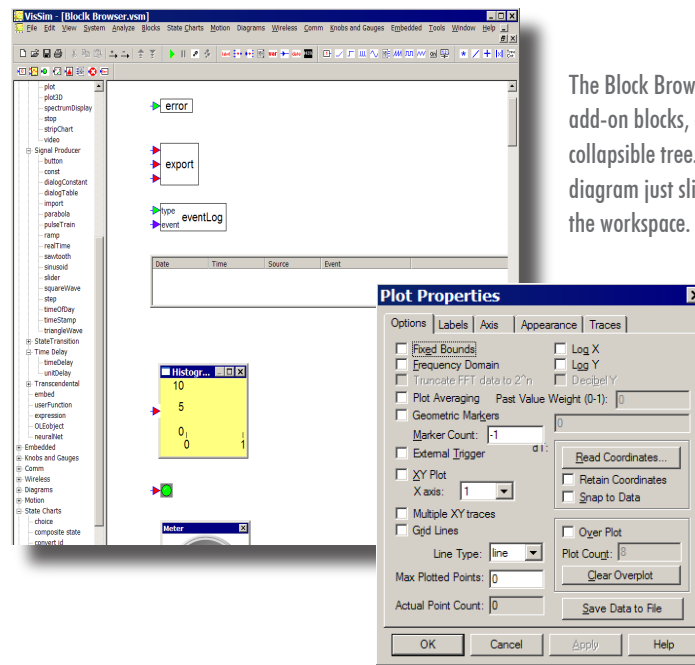 VisSim - [Bloclk Browser.vsm]
File Edit View System Analyze Blocks State Charts Motion Diagrams Wireless Comm Knobs and Gauges Embedded Tools Window Help
plot
plot3D
spectrumDisplay
stop
stripChart
video
Signal Producer
button
const
dialogConstant
dialogTable
import
parabola
pulseTrain
ramp
realTime
sawtooth
sinusoid
slider
squareWave
step
timeOfDay
timeStamp
triangleWave
StateTransition
Time Delay
timeDelay
unitDelay
Transcendental
embed
userFunction
expression
OLEobject
neuralNet
Embedded
Knobs and Gauges
Comm
Wireless
Diagrams
Motion
State Charts
choice
composite state
convert id
error
export
type
eventLog
event
Date Time Source Event
Histogr...
10
5
0
0 1
Meter
The Block Brow
add-on blocks,
collapsible tree.
diagram just sli
the workspace.
Plot Properties
Options Labels Axis Appearance Traces
Fixed Bounds
Log X
Frequency Domain
Log Y
Truncate FFT data to 2^n
Decibel Y
Plot Averaging Past Value Weight (0-1): 0
Geometric Markers
0
Marker Count: -1
External Trigger
dT:
Read Coordinates...
XY Plot
Retain Coordinates
X axis: 1
Snap to Data
Multiple XY traces
Grid Lines
Over Plot
Line Type: line
Plot Count: 8
Max Plotted Points: 0
Clear Overplot
Actual Point Count: 0
Save Data to File
OK Cancel Apply Help